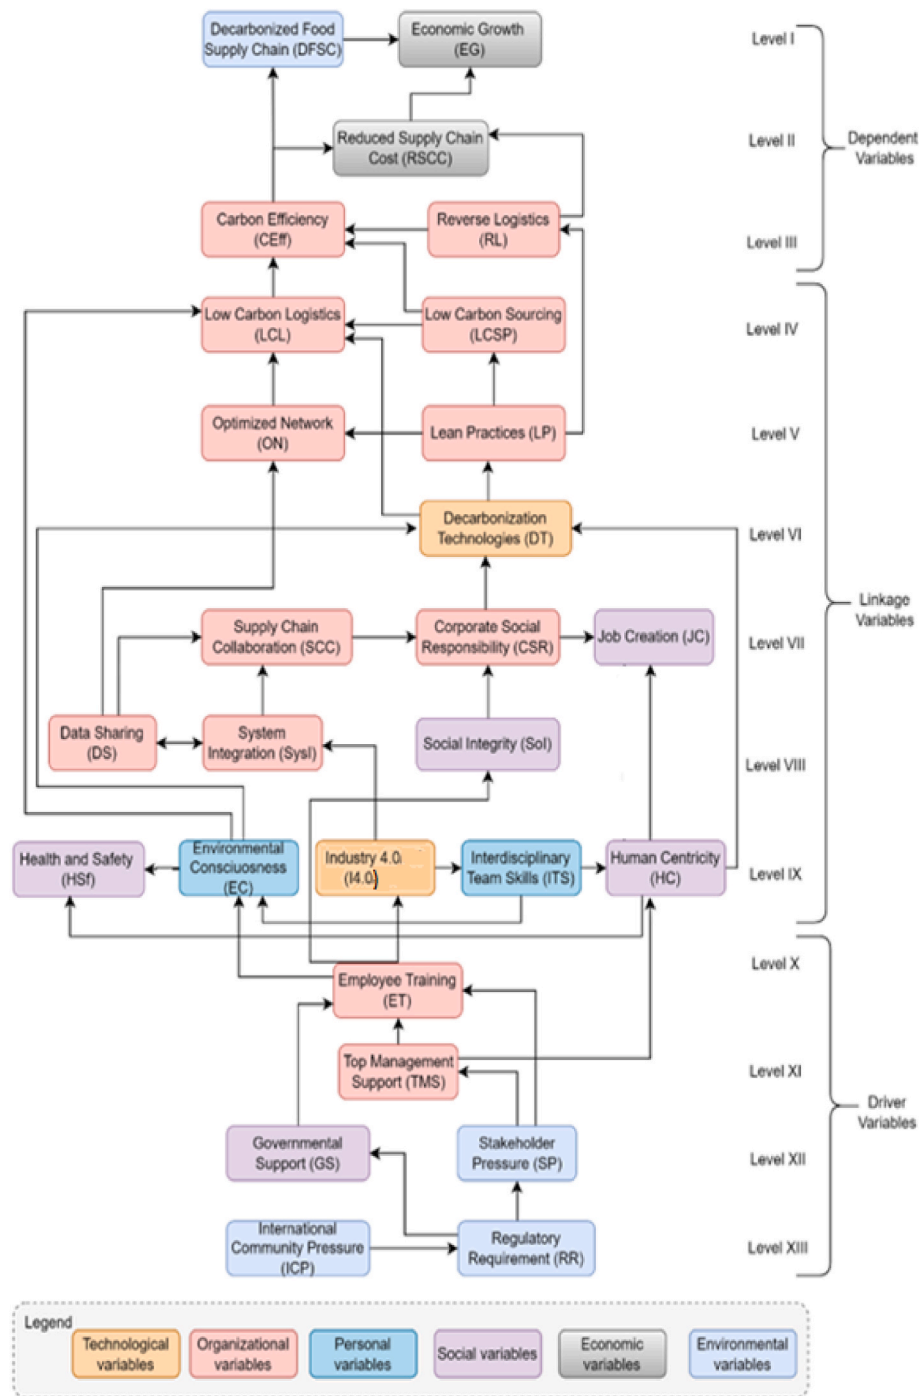 Decarbonized Food
Supply Chain (DFSC)
Economic Growth
(EG)
Level I
Reduced Supply Chain
Cost (RSCC)
Level II
Dependent
Variables
Carbon Efficiency
(CEff)
Reverse Logistics
(RL)
Level III
Low Carbon Logistics
(LCL)
Low Carbon Sourcing
(LCSP)
Level IV
Optimized Network
(ON)
Lean Practices (LP)
Level V
Decarbonization
Technologies (DT)
Level VI
Linkage
Variables
Supply Chain
Collaboration (SCC)
Corporate Social
Responsibility (CSR)
Job Creation (JC)
Level VII
Data Sharing
(DS)
System
Integration (SysI)
Social Integrity (SoI)
Level VIII
Health and Safety
(HSf)
Environmental
Consciuosness
(EC)
Industry 4.0
(I4.0)
Interdisciplinary
Team Skills (ITS)
Human Centricity
(HC)
Level IX
Employee Training
(ET)
Level X
Top Management
Support (TMS)
Level XI
Driver
Variables
Governmental
Support (GS)
Stakeholder
Pressure (SP)
Level XII
International
Community Pressure
(ICP)
Regulatory
Requirement (RR)
Level XIII
Legend
Technological
variables
Organizational
variables
Personal
variables
Social variables
Economic
variables
Environmental
variables